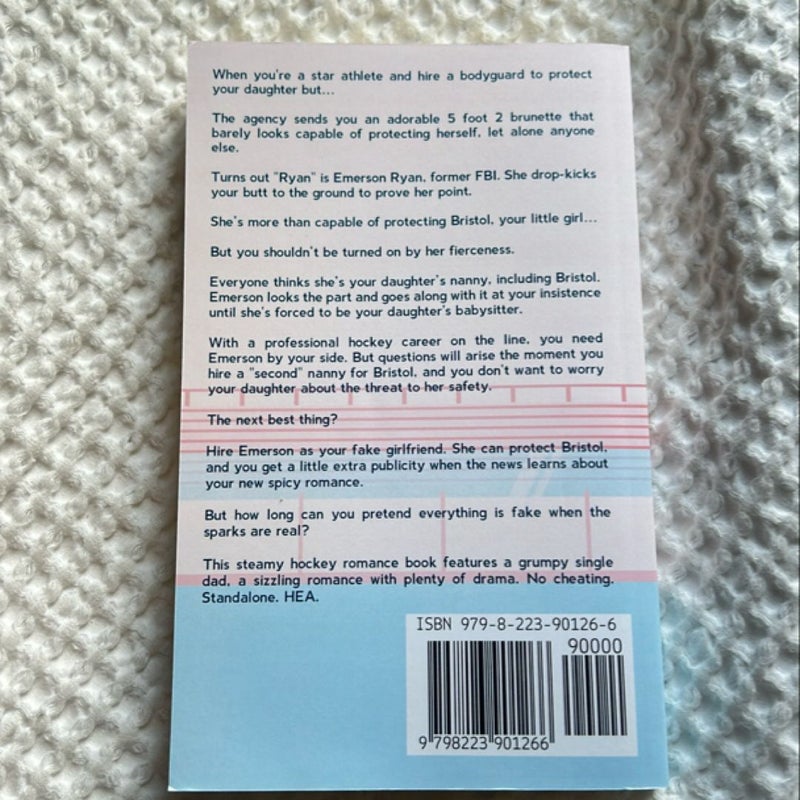 When you're a star athlete and hire a bodyguard to protect
your daughter but...
The agency sends you an adorable 5 foot 2 brunette that
barely looks capable of protecting herself, let alone anyone
else.
Turns out "Ryan" is Emerson Ryan, former FBI. She drop-kicks
your butt to the ground to prove her point.
She's more than capable of protecting Bristol, your little girl...
But you shouldn't be turned on by her fierceness.
Everyone thinks she's your daughter's nanny, including Bristol.
Emerson looks the part and goes along with it at your insistence
until she's forced to be your daughter's babysitter.
With a professional hockey career on the line, you need
Emerson by your side. But questions will arise the moment you
hire a "second" nanny for Bristol, and you don't want to worry
your daughter about the threat to her safety.
The next best thing?
Hire Emerson as your fake girlfriend. She can protect Bristol,
and you get a little extra publicity when the news learns about
your new spicy romance.
But how long can you pretend everything is fake when the
sparks are real?
This steamy hockey romance book features a grumpy single
dad, a sizzling romance with plenty of drama. No cheating.
Standalone. HEA.
ISBN 979-8-223-90126-6
90000
9 798223 901266